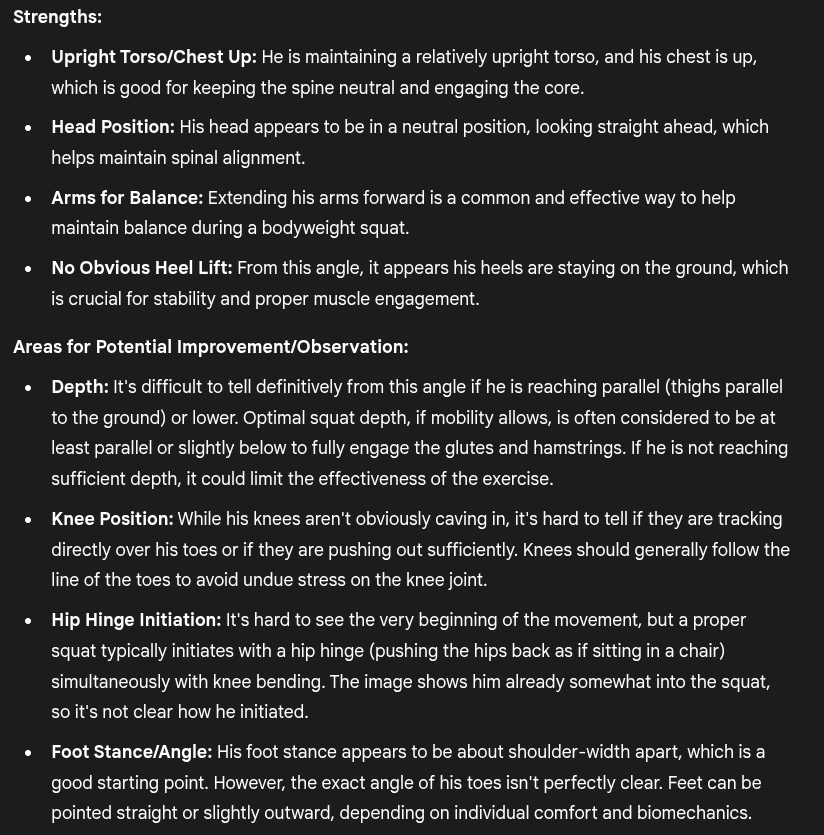 Strengths:
• Upright Torso/Chest Up: He is maintaining a relatively upright torso, and his chest is up,
which is good for keeping the spine neutral and engaging the core.
• Head Position: His head appears to be in a neutral position, looking straight ahead, which
helps maintain spinal alignment.
• Arms for Balance: Extending his arms forward is a common and effective way to help
maintain balance during a bodyweight squat.
• No Obvious Heel Lift: From this angle, it appears his heels are staying on the ground, which
is crucial for stability and proper muscle engagement.
Areas for Potential Improvement/Observation:
• Depth: It's difficult to tell definitively from this angle if he is reaching parallel (thighs parallel
to the ground) or lower. Optimal squat depth, if mobility allows, is often considered to be at
least parallel or slightly below to fully engage the glutes and hamstrings. If he is not reaching
sufficient depth, it could limit the effectiveness of the exercise.
• Knee Position: While his knees aren't obviously caving in, it's hard to tell if they are tracking
directly over his toes or if they are pushing out sufficiently. Knees should generally follow the
line of the toes to avoid undue stress on the knee joint.
• Hip Hinge Initiation: It's hard to see the very beginning of the movement, but a proper
squat typically initiates with a hip hinge (pushing the hips back as if sitting in a chair)
simultaneously with knee bending. The image shows him already somewhat into the squat,
so it's not clear how he initiated.
• Foot Stance/Angle: His foot stance appears to be about shoulder-width apart, which is a
good starting point. However, the exact angle of his toes isn't perfectly clear. Feet can be
pointed straight or slightly outward, depending on individual comfort and biomechanics.